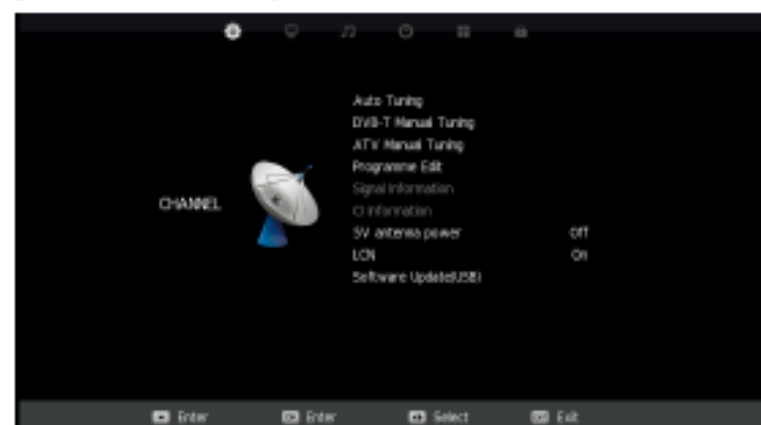 Auto Tuning
DVB-T Manual Tuning
ATV Manual Tuning
Programme Edit
Signal Information
CI Information
CHANNEL
5V antenna power Off
LCN On
Software Update(USB)
Enter Enter Select Exit